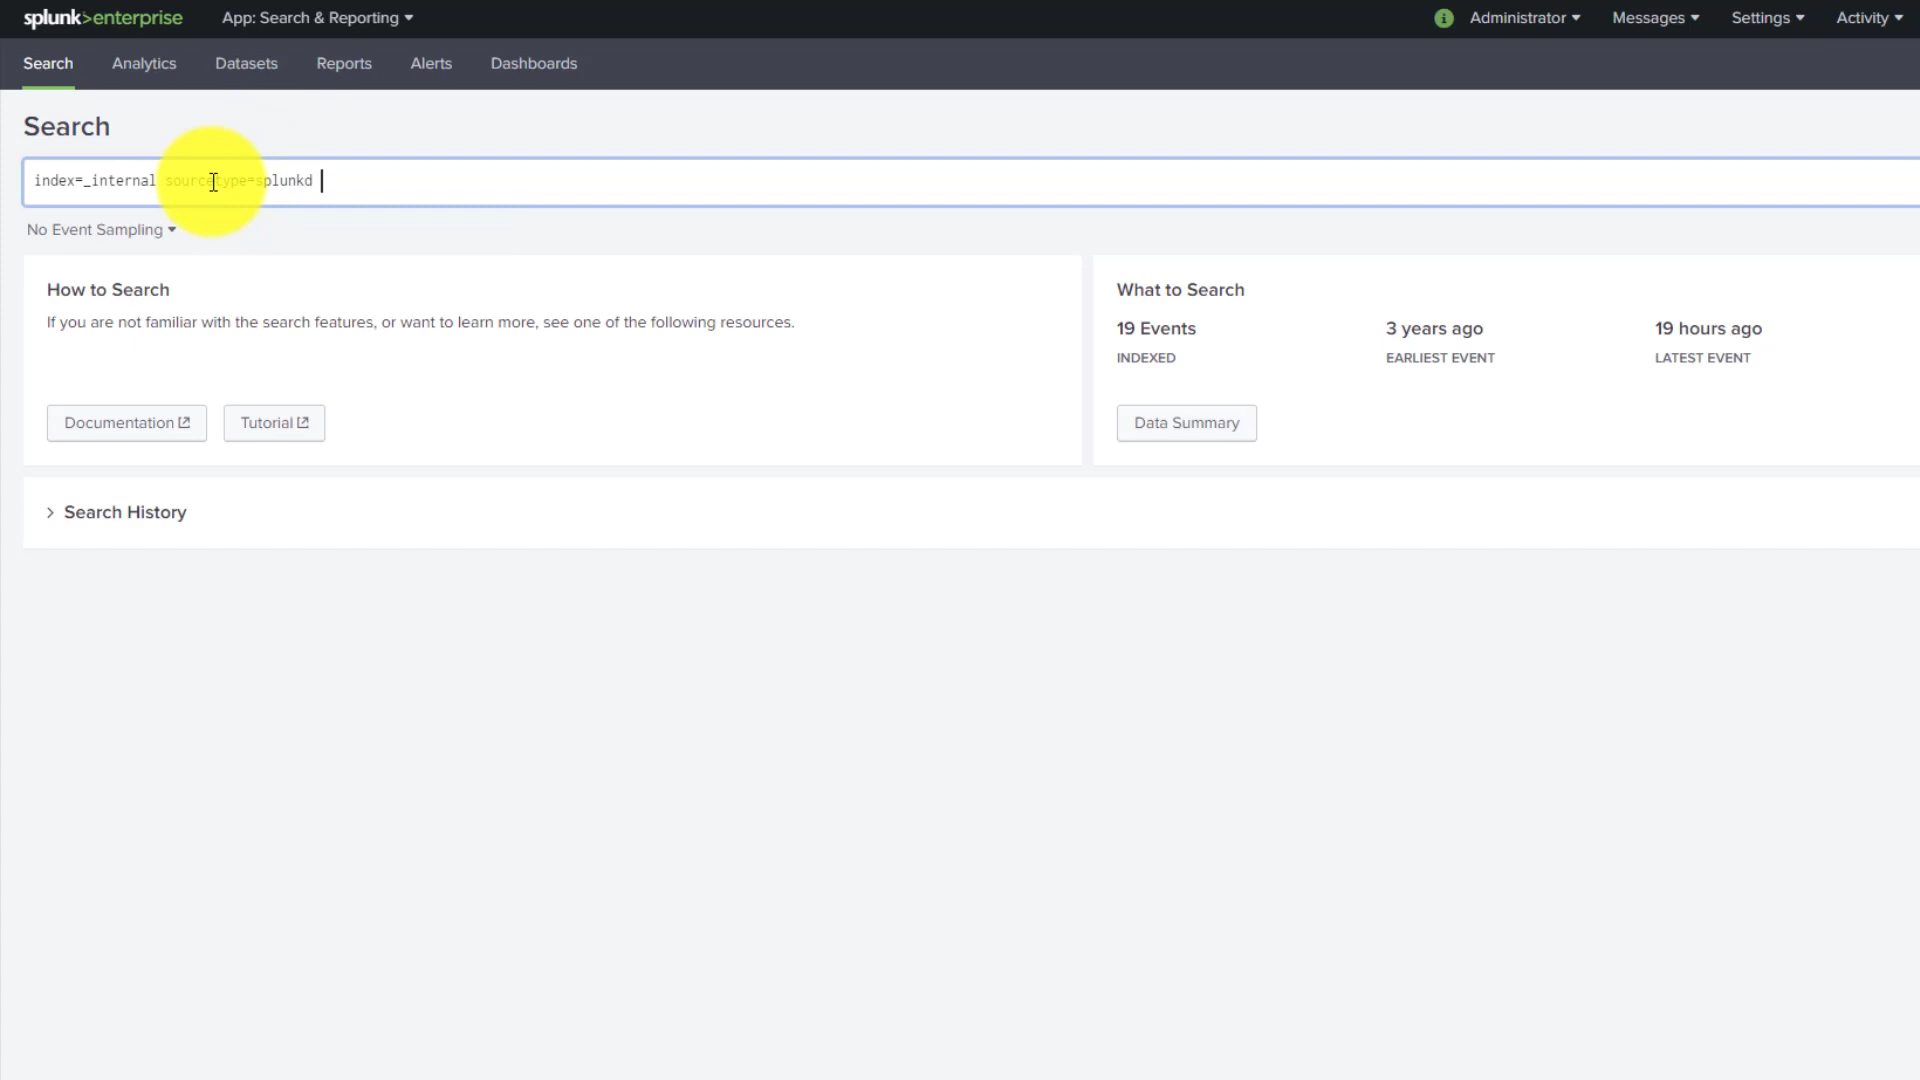 splunk>enterprise App: Search & Reporting Administrator Messages Settings Activity
Search Analytics Datasets Reports Alerts Dashboards
Search
index=_internal sourcetype=splunkd
No Event Sampling
How to Search
If you are not familiar with the search features, or want to learn more, see one of the following resources.
Documentation Tutorial
What to Search
19 Events 3 years ago 19 hours ago
INDEXED EARLIEST EVENT LATEST EVENT
Data Summary
Search History